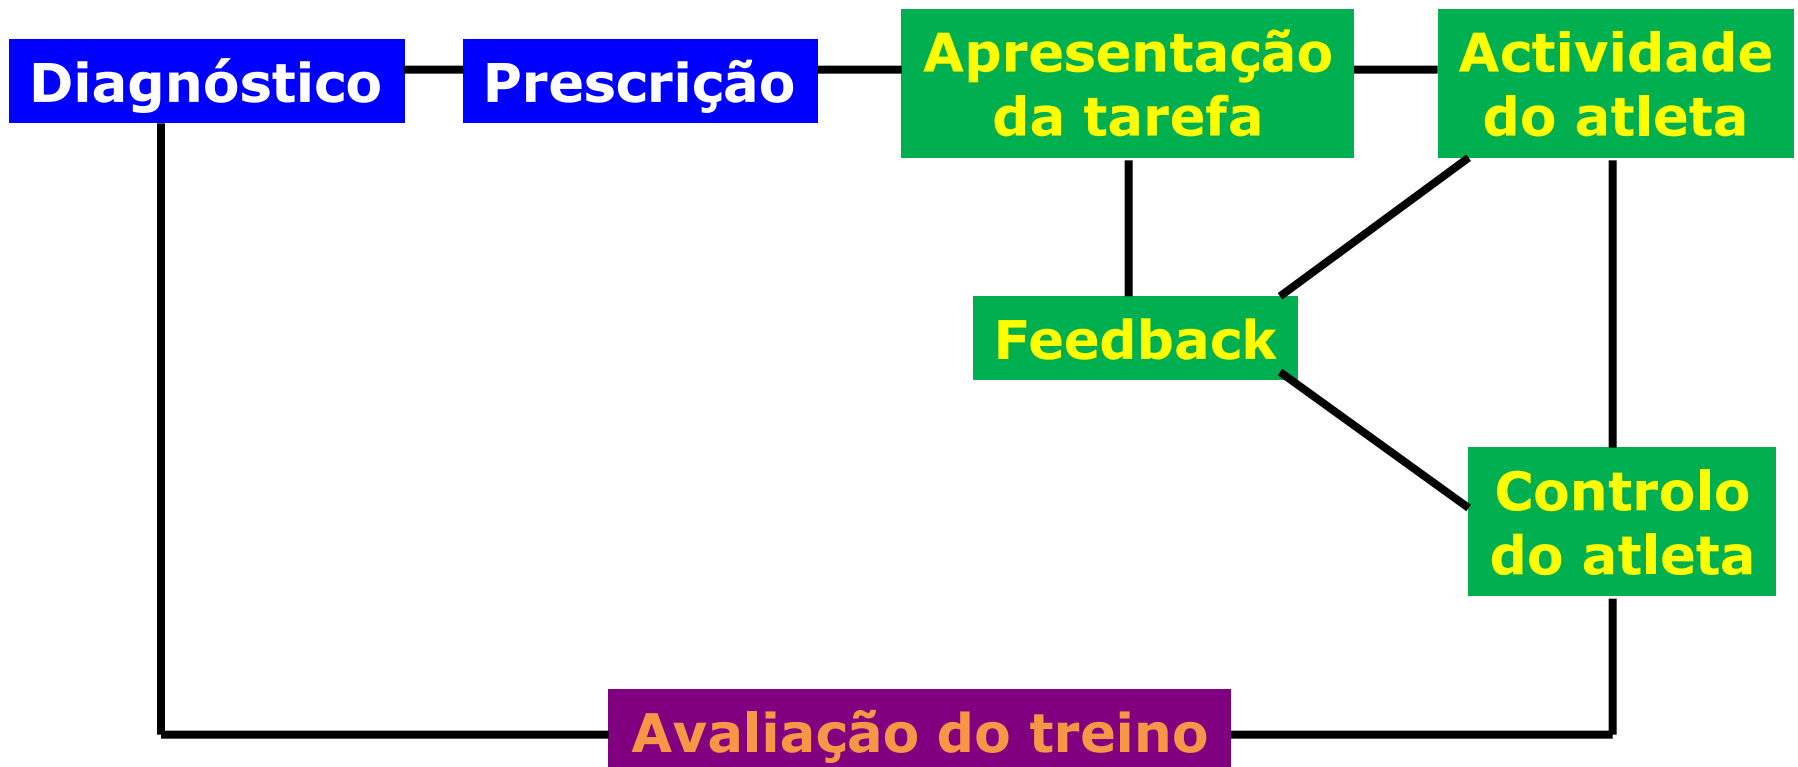 Diagnóstico
Prescrição
Apresentação
da tarefa
Actividade
do atleta
Feedback
Controlo
do atleta
Avaliação do treino